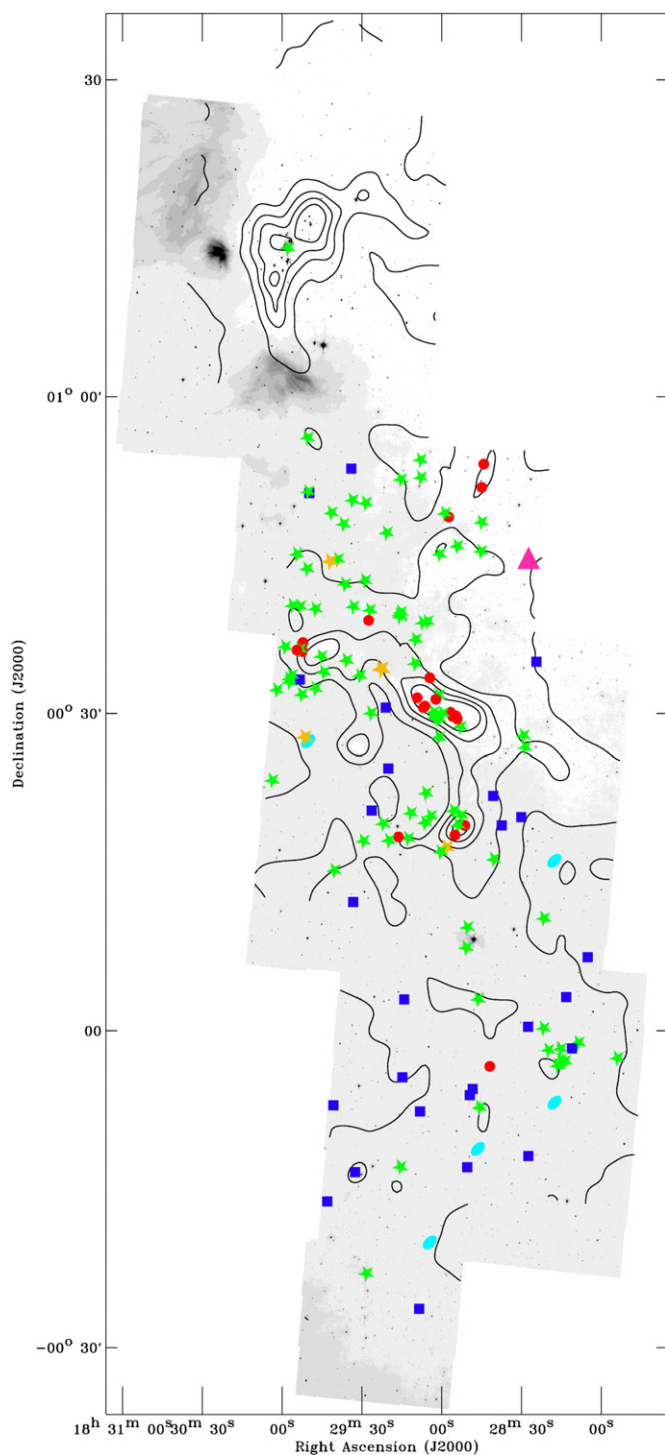 30
01° 00'
00° 30'
00
−00° 30'
Declination (J2000)
18ʰ 31ᵐ 00ˢ 30ᵐ 30ˢ 00ˢ 29ᵐ 30ˢ 00ˢ 28ᵐ 30ˢ 00ˢ
Right Ascension (J2000)